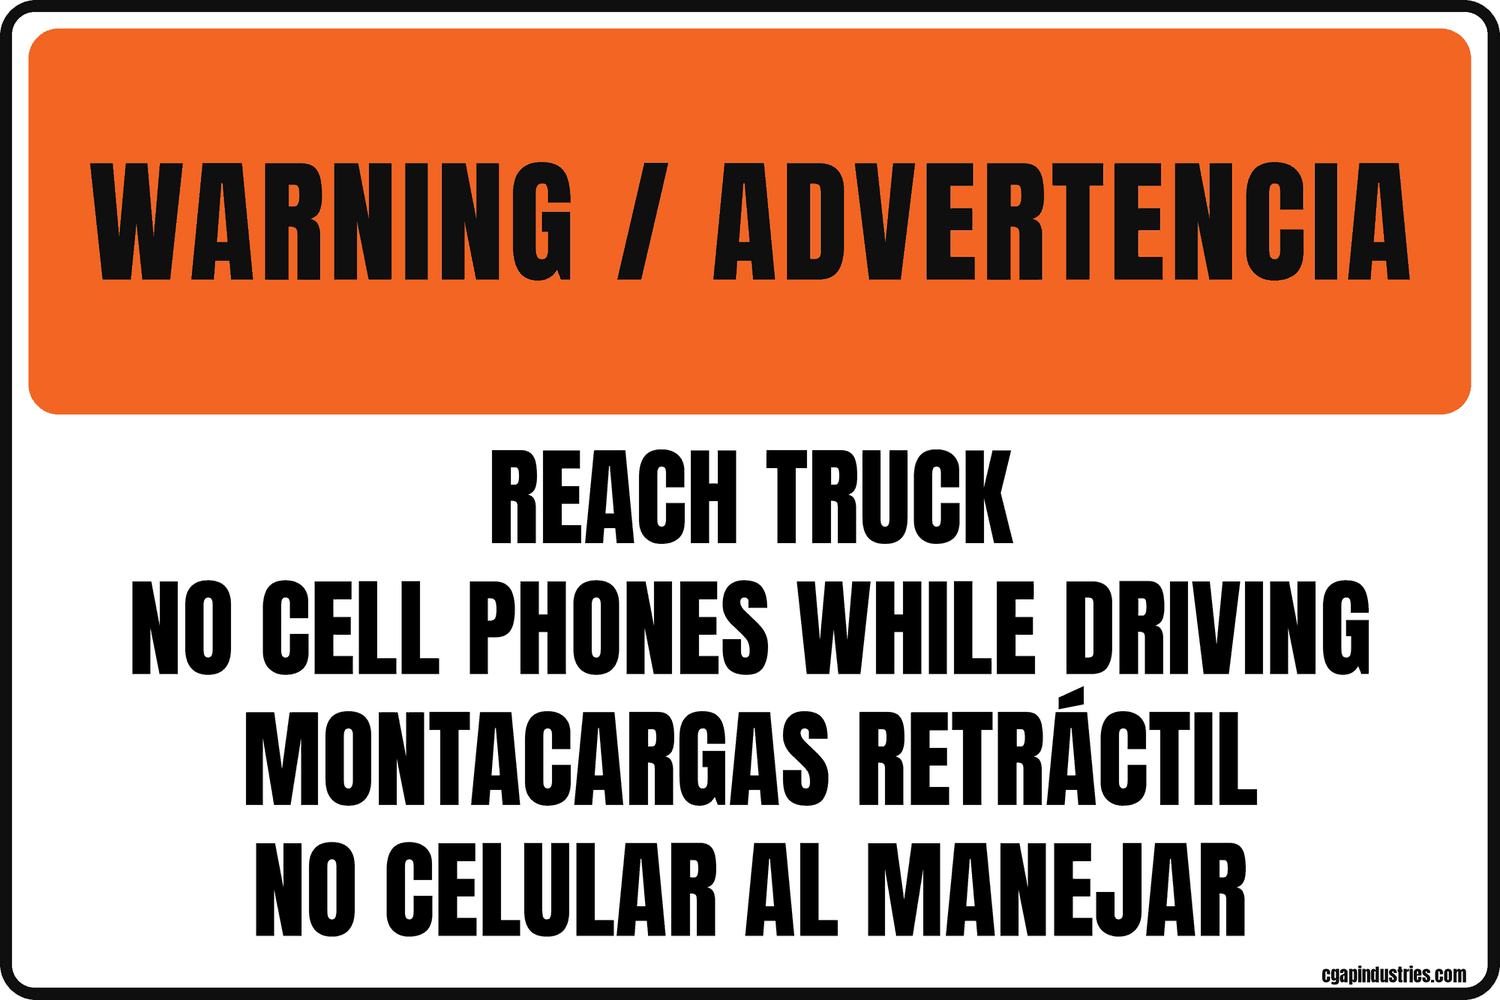 WARNING / ADVERTENCIA
REACH TRUCK
NO CELL PHONES WHILE DRIVING
MONTACARGAS RETRÁCTIL
NO CELULAR AL MANEJAR
cgapindustries.com